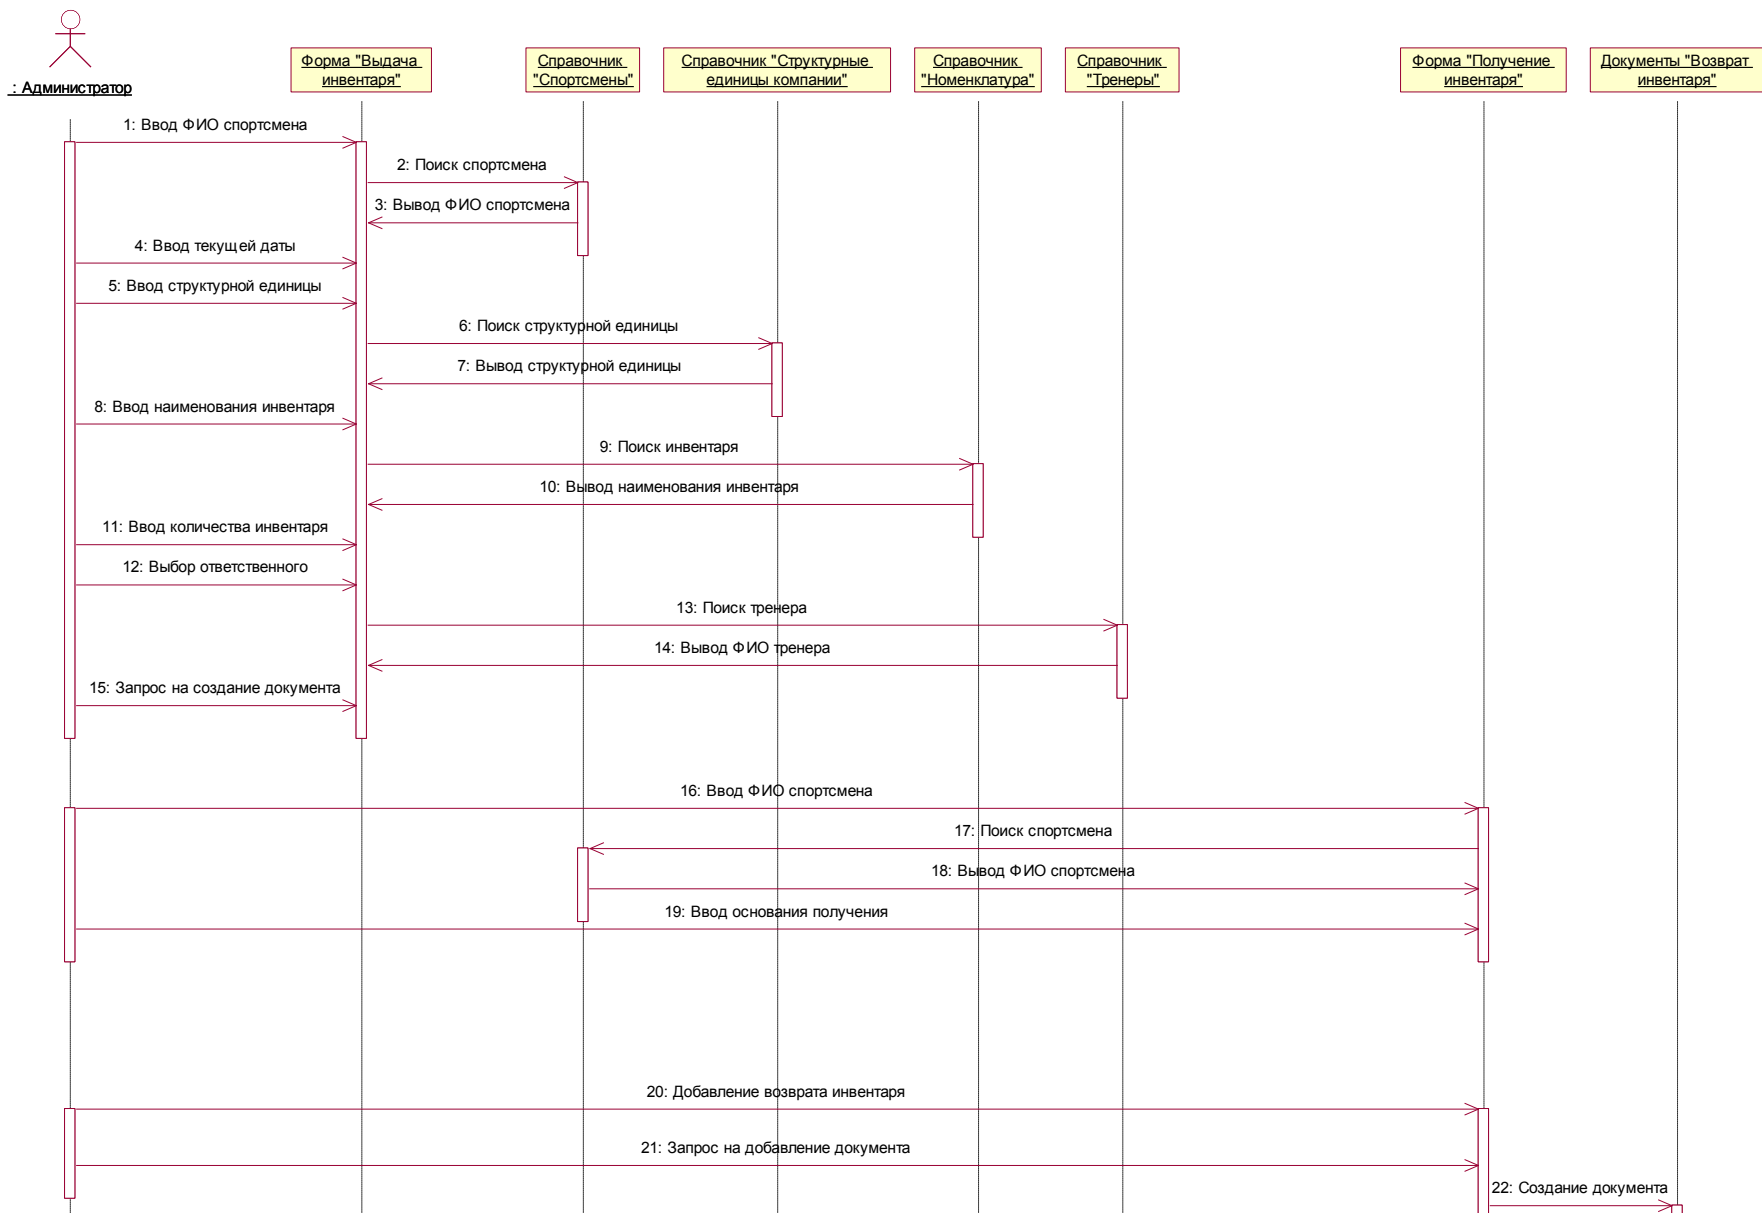 : Администратор
Форма "Выдача
инвентаря"
Справочник
"Спортсмены"
Справочник "Структурные
единицы компании"
Справочник
"Номенклатура"
Справочник
"Тренеры"
Форма "Получение
инвентаря"
Документы "Возврат
инвентаря"
1: Ввод ФИО спортсмена
2: Поиск спортсмена
3: Вывод ФИО спортсмена
4: Ввод текущей даты
5: Ввод структурной единицы
6: Поиск структурной единицы
7: Вывод структурной единицы
8: Ввод наименования инвентаря
9: Поиск инвентаря
10: Вывод наименования инвентаря
11: Ввод количества инвентаря
12: Выбор ответственного
13: Поиск тренера
14: Вывод ФИО тренера
15: Запрос на создание документа
16: Ввод ФИО спортсмена
17: Поиск спортсмена
18: Вывод ФИО спортсмена
19: Ввод основания получения
20: Добавление возврата инвентаря
21: Запрос на добавление документа
22: Создание документа